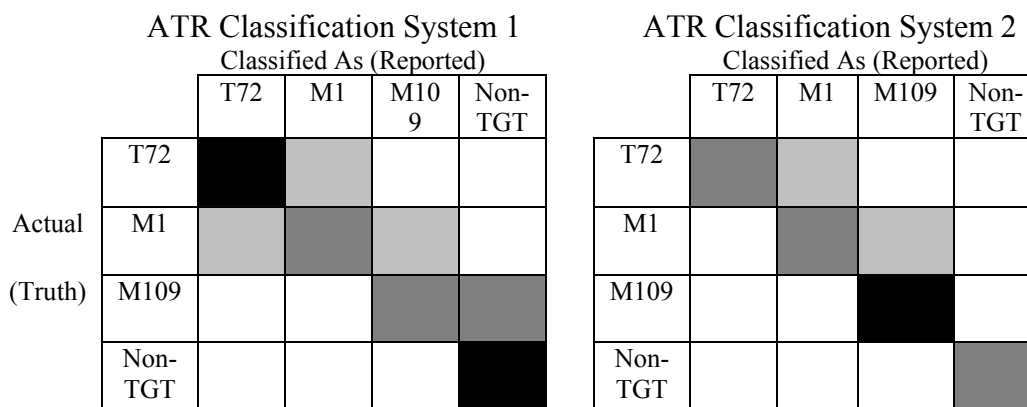 ATR Classification System 1
Classified As (Reported)
T72 M1 M10 Non-
9 TGT
T72
Actual M1
(Truth) M109
Non-
TGT
ATR Classification System 2
Classified As (Reported)
T72 M1 M109 Non-
TGT
T72
M1
M109
Non-
TGT